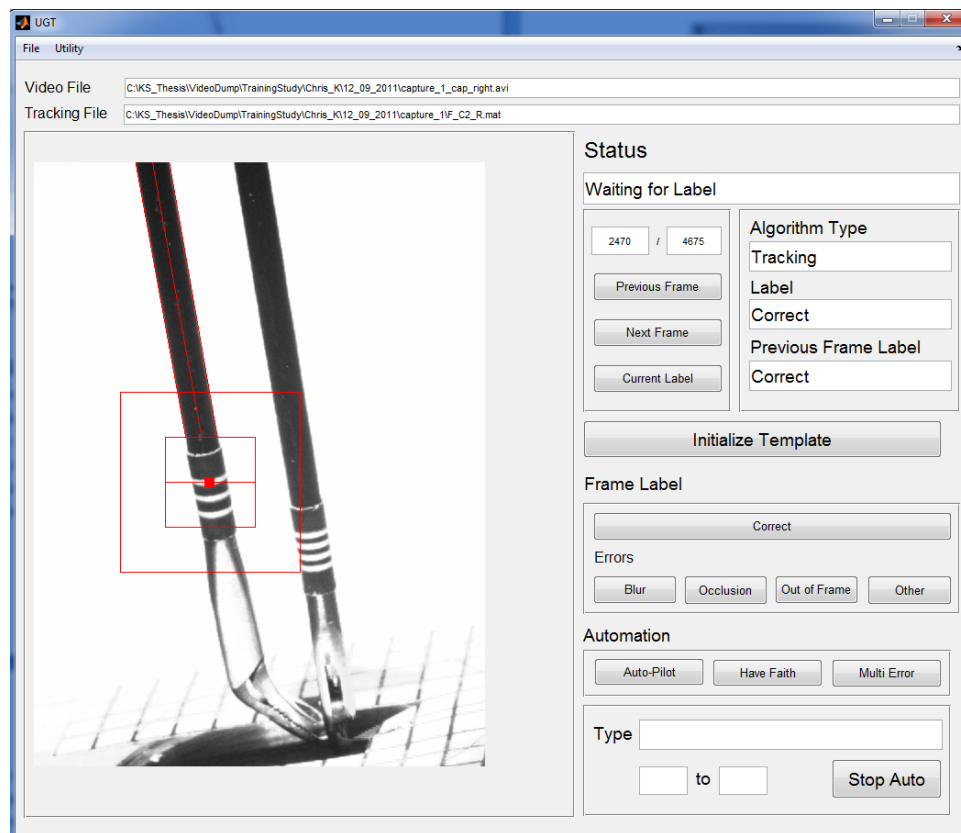 UGT
File Utility
Video File C:\KS_Thesis\VideoDump\TrainingStudy\Chris_K\12_09_2011\capture_1_cap_right.avi
Tracking File C:\KS_Thesis\VideoDump\TrainingStudy\Chris_K\12_09_2011\capture_1\F_C2_R.mat
Status
Waiting for Label
2470 / 4675
Previous Frame
Next Frame
Current Label
Algorithm Type
Tracking
Label
Correct
Previous Frame Label
Correct
Initialize Template
Frame Label
Correct
Errors
Blur Occlusion Out of Frame Other
Automation
Auto-Pilot Have Faith Multi Error
Type
to Stop Auto